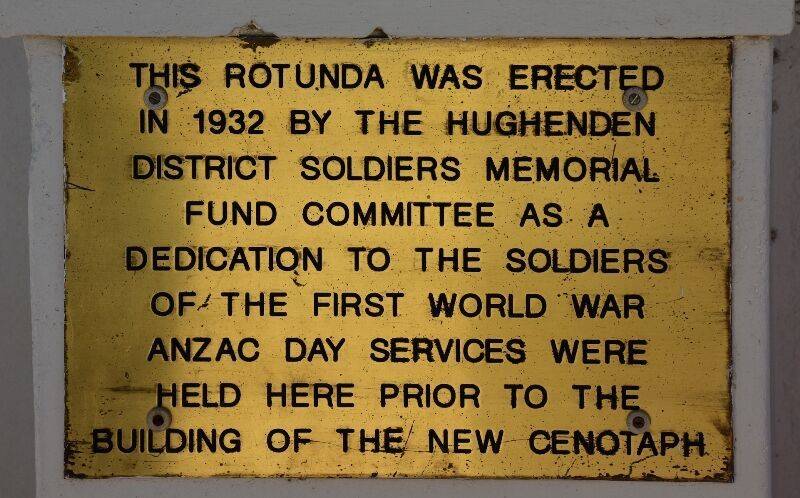 THIS ROTUNDA WAS ERECTED
IN 1932 BY THE HUGHENDEN
DISTRICT SOLDIERS MEMORIAL
FUND COMMITTEE AS A
DEDICATION TO THE SOLDIERS
OF THE FIRST WORLD WAR
ANZAC DAY SERVICES WERE
HELD HERE PRIOR TO THE
BUILDING OF THE NEW CENOTAPH